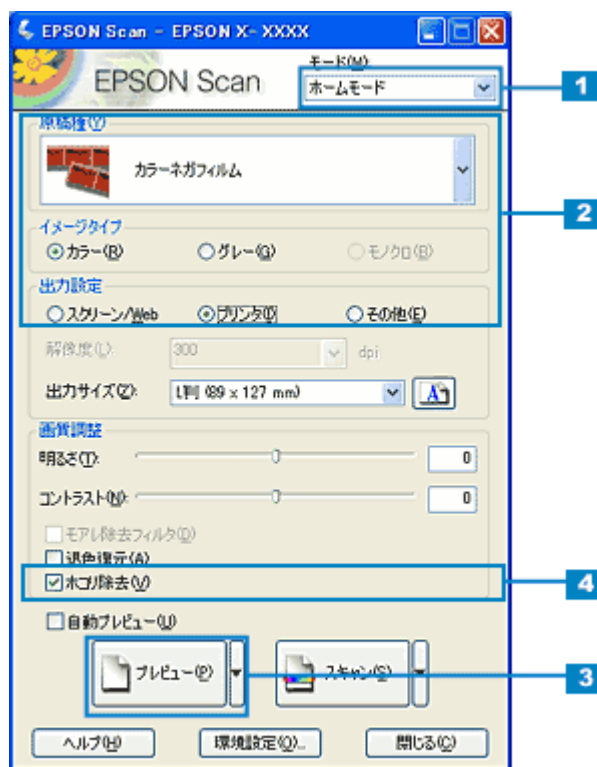 EPSON Scan - EPSON X- XXXX
EPSON Scan
モード(M)
ホームモード
1
原稿種(Y)
カラーネガフィルム
2
イメージタイプ
カラー(R) グレー(G) モノクロ(B)
出力設定
スクリーン/Web プリンタ(I) その他(E)
解像度(L): 300 dpi
出力サイズ(Z): L判 (89 x 127 mm) A
画質調整
明るさ(T): 0
コントラスト(N): 0
モアレ除去フィルタ(D)
退色復元(A)
ホコリ除去(V)
4
自動プレビュー(U)
プレビュー(P) スキャン(S)
3
ヘルプ(H) 環境設定(O)... 閉じる(C)